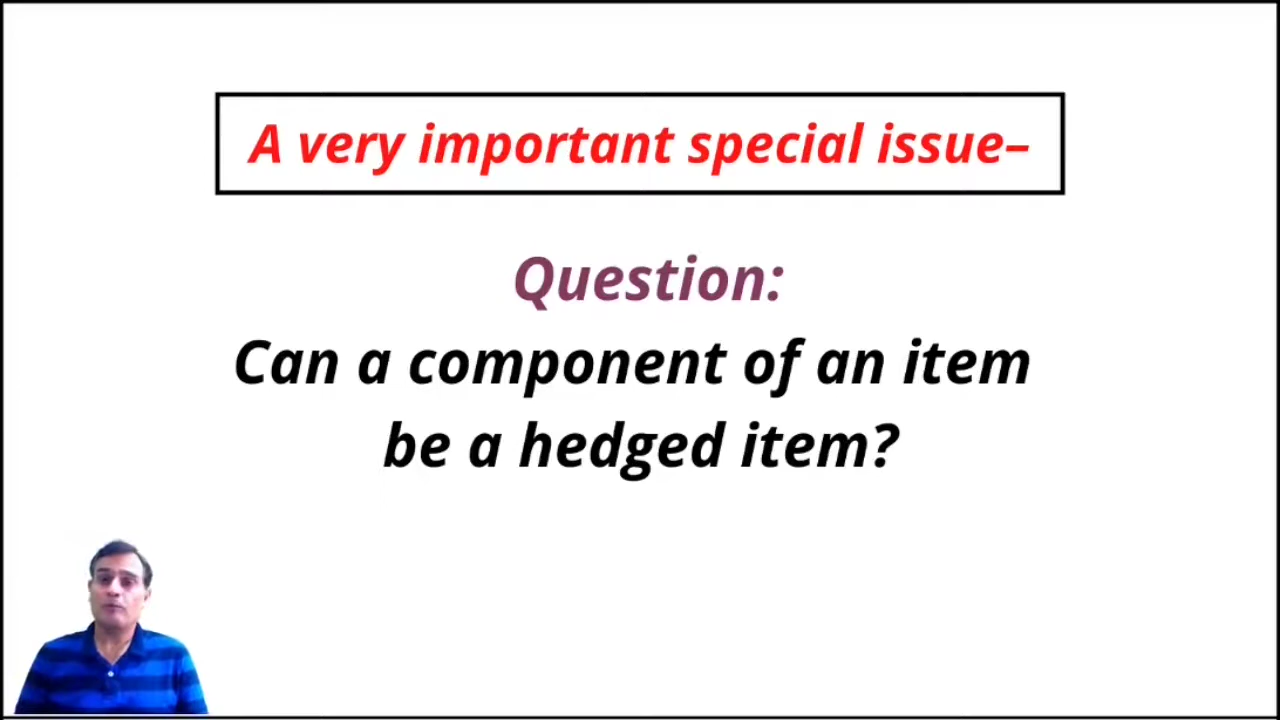 A very important special issue–
Question:
Can a component of an item
be a hedged item?